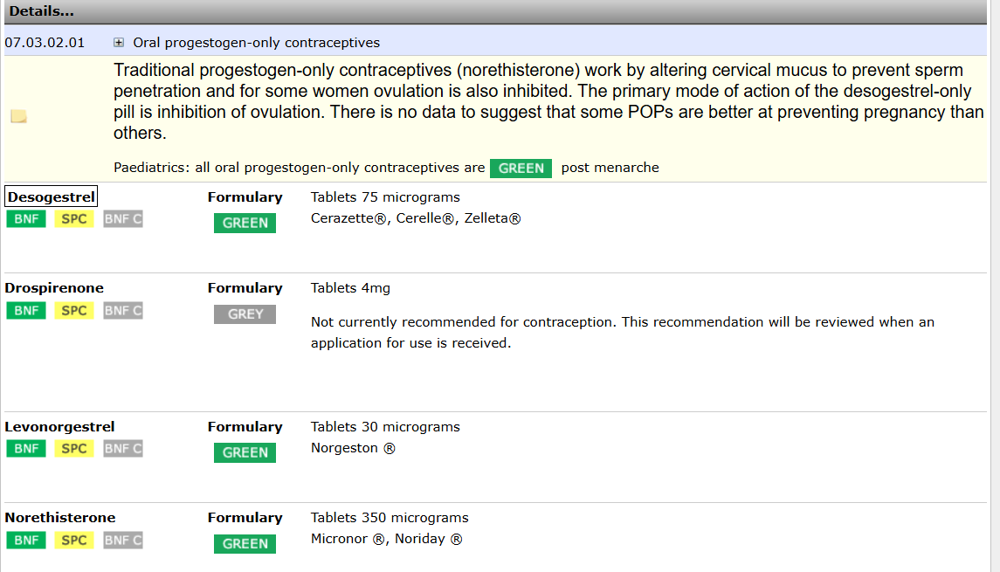 Details...
07.03.02.01 Oral progestogen-only contraceptives
Traditional progestogen-only contraceptives (norethisterone) work by altering cervical mucus to prevent sperm
penetration and for some women ovulation is also inhibited. The primary mode of action of the desogestrel-only
pill is inhibition of ovulation. There is no data to suggest that some POPs are better at preventing pregnancy than
others.
Paediatrics: all oral progestogen-only contraceptives are GREEN post menarche
Desogestrel Formulary Tablets 75 micrograms
BNF SPC BNF C GREEN Cerazette®, Cerelle®, Zelleta®
Drospirenone Formulary Tablets 4mg
BNF SPC BNF C GREY
Not currently recommended for contraception. This recommendation will be reviewed when an
application for use is received.
Levonorgestrel Formulary Tablets 30 micrograms
BNF SPC BNF C GREEN Norgeston ®
Norethisterone Formulary Tablets 350 micrograms
BNF SPC BNF C GREEN Micronor ®, Noriday ®